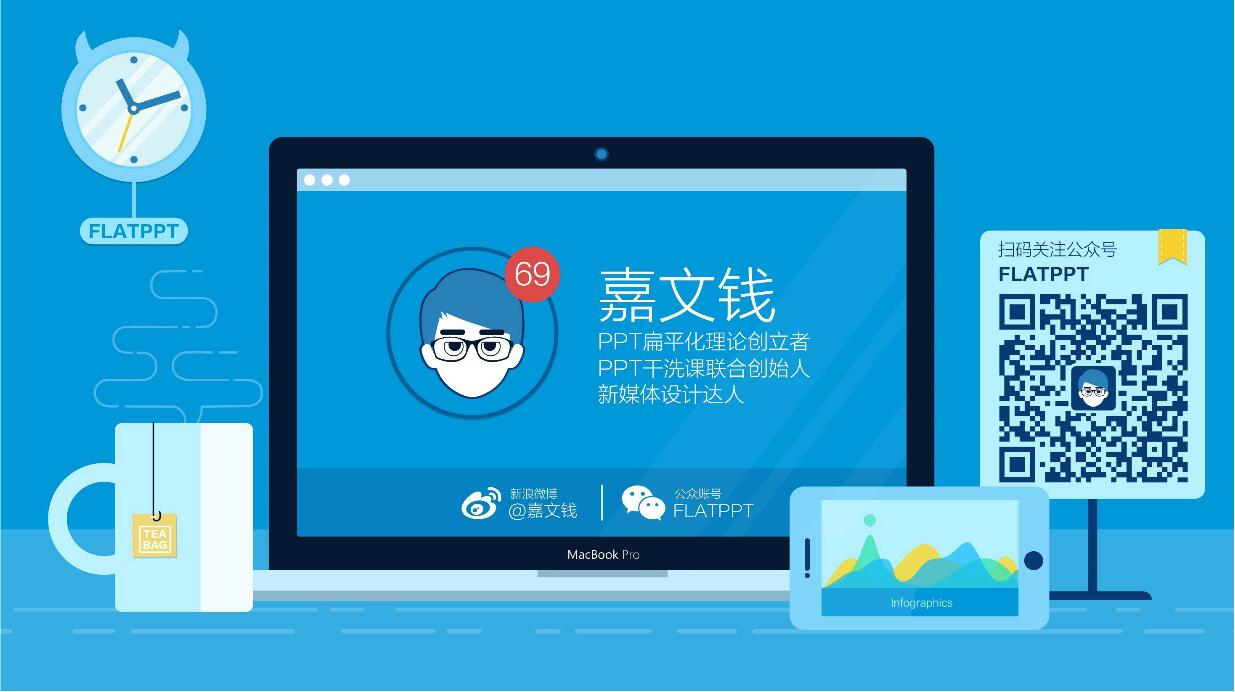 FLATPPT
69
嘉文钱
PPT扁平化理论创立者
PPT干洗课联合创始人
新媒体设计达人
新浪微博
@嘉文钱
公众账号
FLATPPT
MacBook Pro
扫码关注公众号
FLATPPT
TEA
BAG
Infographics